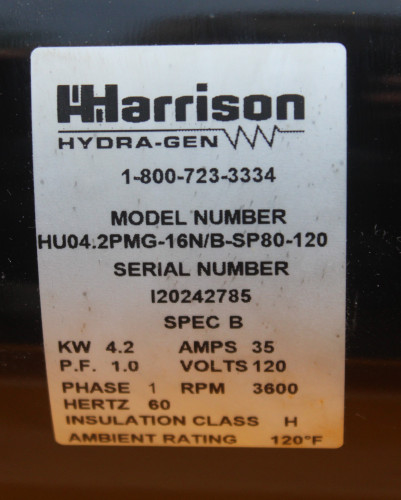 Harrison
HYDRA-GEN
1-800-723-3334
MODEL NUMBER
HU04.2PMG-16N/B-SP80-120
SERIAL NUMBER
I20242785
SPEC B
KW 4.2 AMPS 35
P.F. 1.0 VOLTS 120
PHASE 1 RPM 3600
HERTZ 60
INSULATION CLASS H
AMBIENT RATING 120°F